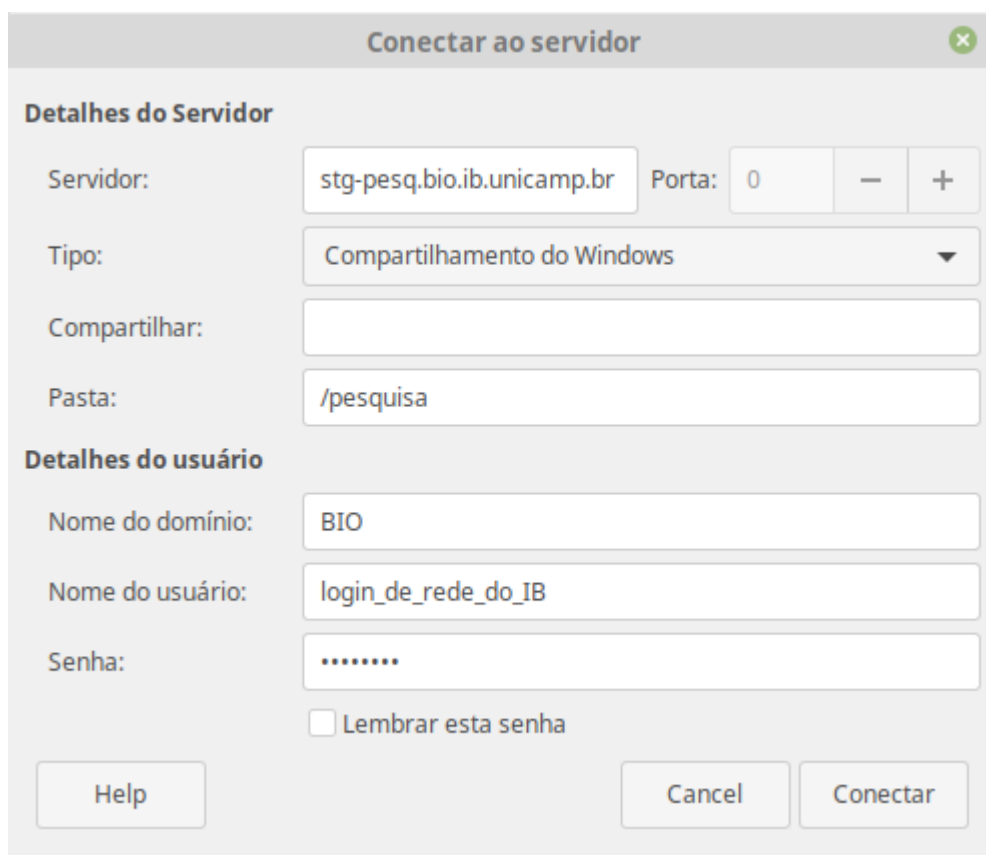 Conectar ao servidor
Detalhes do Servidor
Servidor: stg-pesq.bio.ib.unicamp.br Porta: 0 − +
Tipo: Compartilhamento do Windows
Compartilhar:
Pasta: /pesquisa
Detalhes do usuário
Nome do domínio: BIO
Nome do usuário: login_de_rede_do_IB
Senha: ••••••••
Lembrar esta senha
Help Cancel Conectar